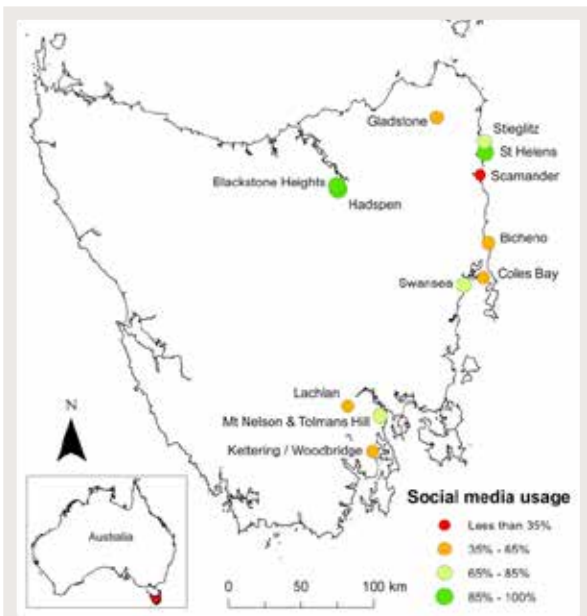 Gladstone
Stieglitz
St Helens
Scamander
Blackstone Heights
Hadspen
Bicheno
Coles Bay
Swansea
Lachlan
Mt Nelson & Tolmans Hill
Kettering / Woodbridge
N
Australia
0 50 100 km
Social media usage
Less than 35%
35% - 65%
65% - 85%
85% - 100%